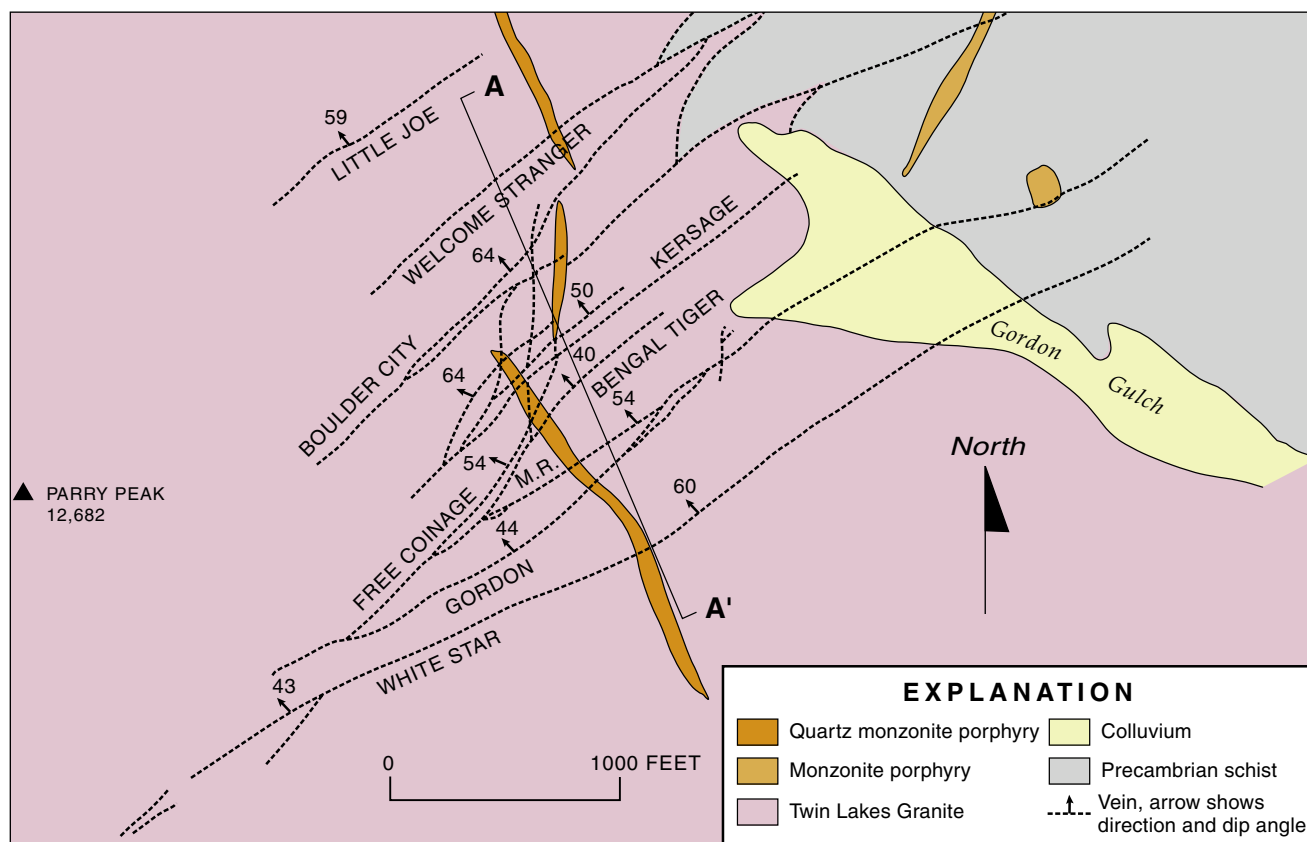 A
59
LITTLE JOE
WELCOME STRANGER
64
KERSAGE
50
BENGAL TIGER
40
BOULDER CITY
64
54
Gordon
Gulch
North
54
M.R.
PARRY PEAK
12,682
FREE COINAGE
60
44
GORDON
A'
WHITE STAR
43
0
1000 FEET
EXPLANATION
Quartz monzonite porphyry
Colluvium
Monzonite porphyry
Precambrian schist
Twin Lakes Granite
Vein, arrow shows
direction and dip angle